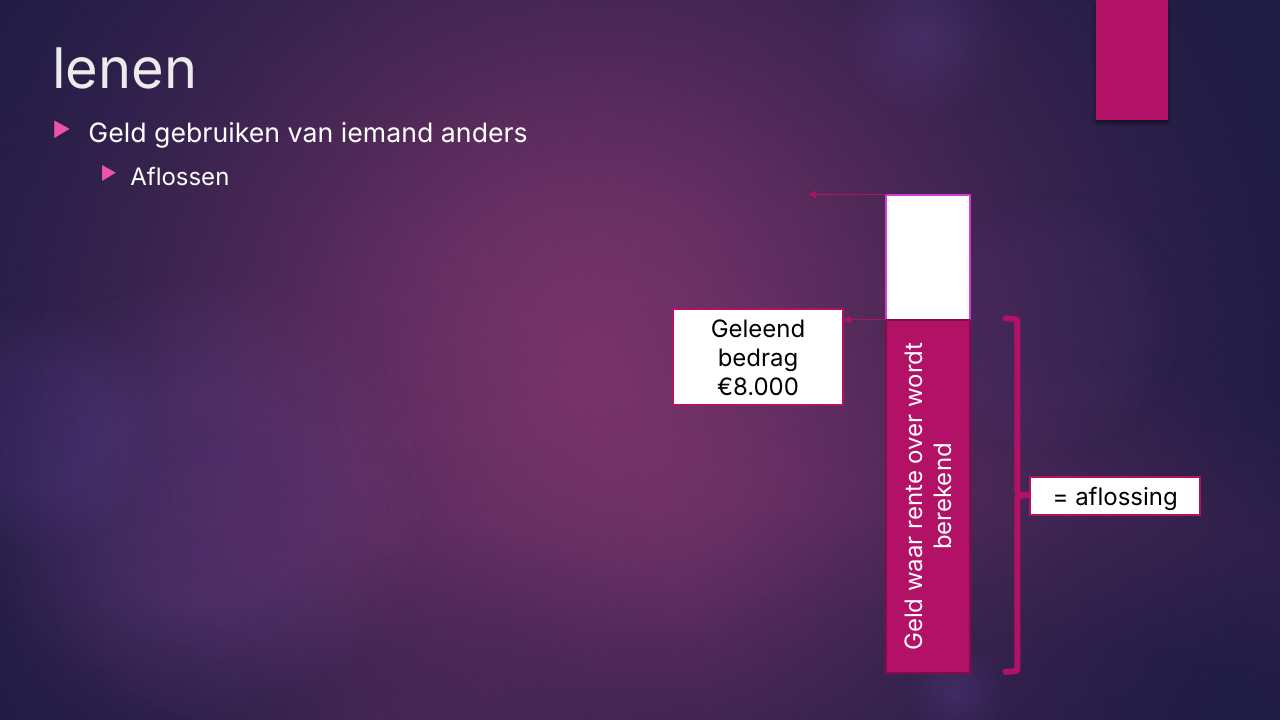 lenen
Geld gebruiken van iemand anders
Aflossen
Geleend
bedrag
€8.000
Geld waar rente over wordt
berekend
= aflossing